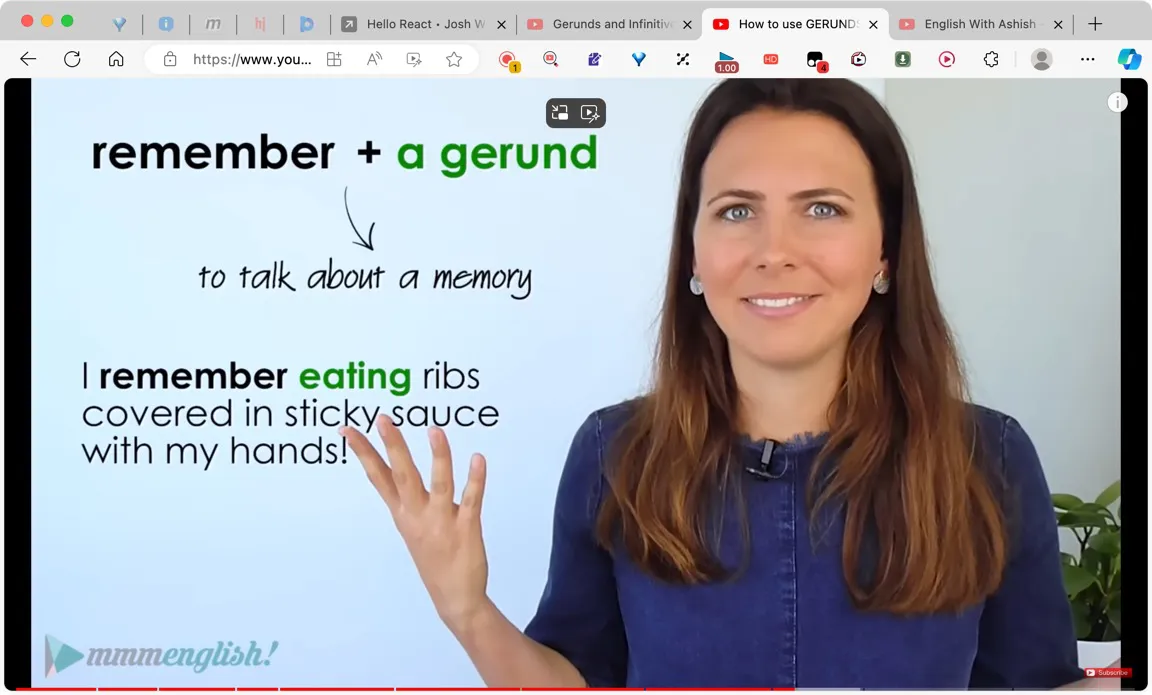 Hello React • Josh W
Gerunds and Infinitive
How to use GERUNDS
English With Ashish -
https://www.you...
1
1.00
HD
4
remember + a gerund
to talk about a memory
I remember eating ribs
covered in sticky sauce
with my hands!
mmmenglish!
Subscribe